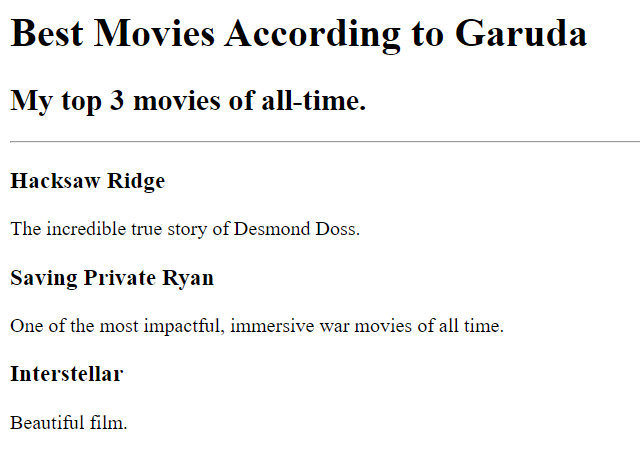 Best Movies According to Garuda
My top 3 movies of all-time.
Hacksaw Ridge
The incredible true story of Desmond Doss.
Saving Private Ryan
One of the most impactful, immersive war movies of all time.
Interstellar
Beautiful film.